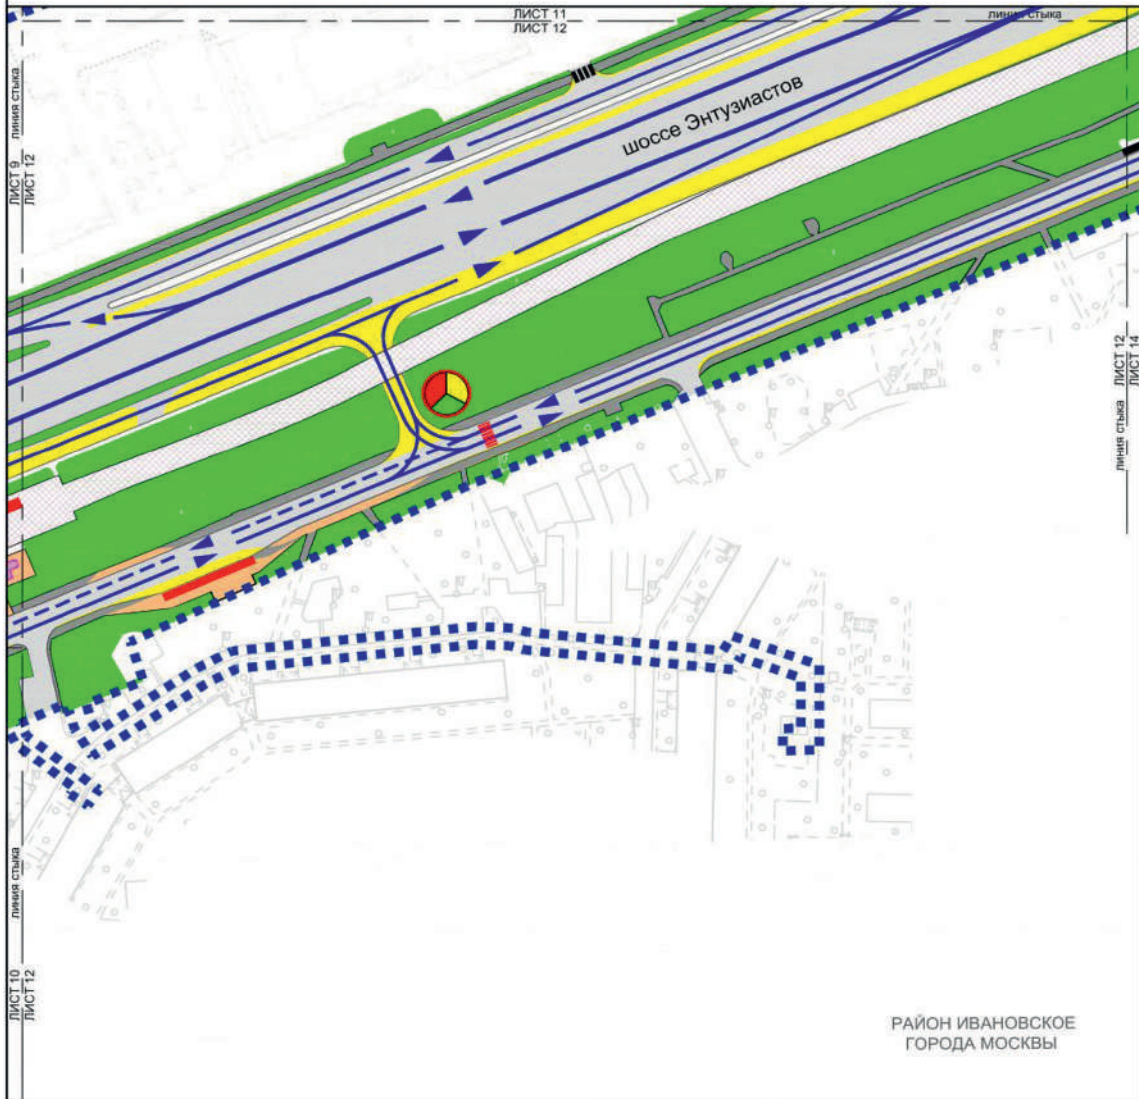 ЛИСТ 11
ЛИСТ 12
линия стыка
линия стыка
ЛИСТ 9
ЛИСТ 12
шоссе Энтузиастов
ЛИСТ 12
ЛИСТ 14
линия стыка
линия стыка
ЛИСТ 10
ЛИСТ 12
РАЙОН ИВАНОВСКОЕ
ГОРОДА МОСКВЫ